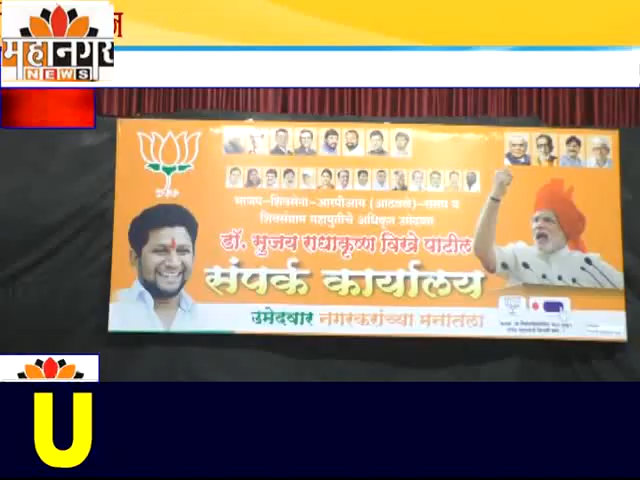 महानगर
NEWS
भाजप-शिवसेना-आरपीआय (आठवले)-रासप व
शिवसंग्राम महायुतीचे अधिकृत उमेदवार
डॉ. सुजय राधाकृष्ण विखे पाटील
संपर्क कार्यालय
उमेदवार नगरकरांच्या मनातला
U